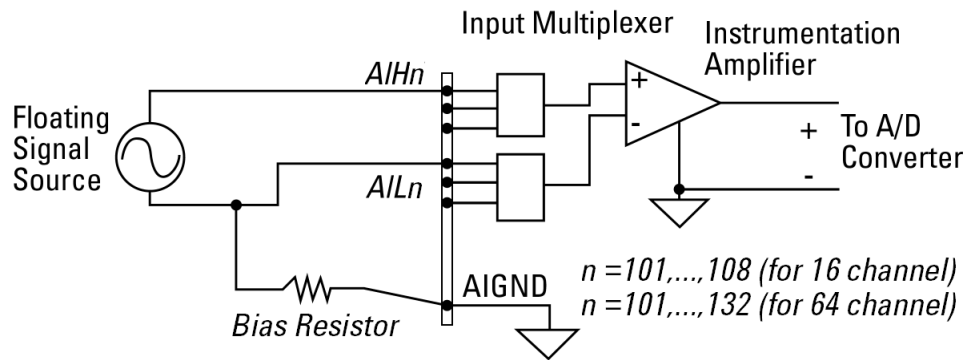 Input Multiplexer
Instrumentation
Amplifier
AIHn
+
-
Floating
Signal
Source
+
-
To A/D
Converter
AILn
AIGND
n =101,...,108 (for 16 channel)
n =101,...,132 (for 64 channel)
Bias Resistor